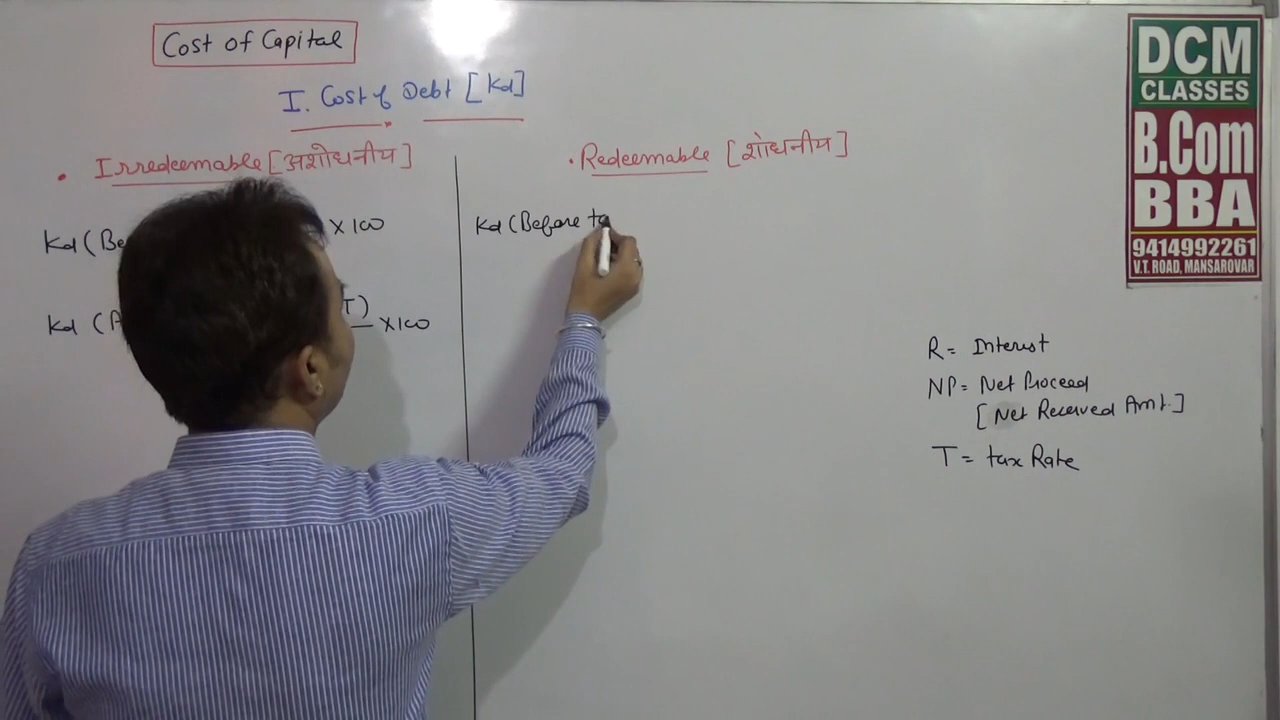 Cost of Capital
I. Cost of Debt [Kd]
• Irredeemable [अशोधनीय]
Kd (Be × 100
Kd (A T) × 100
• Redeemable [शोधनीय]
Kd (Before ta
R = Interest
NP = Net Proceed
[Net Received Amt.]
T = tax Rate
DCM
CLASSES
B.Com
BBA
9414992261
V.T. ROAD, MANSAROVAR